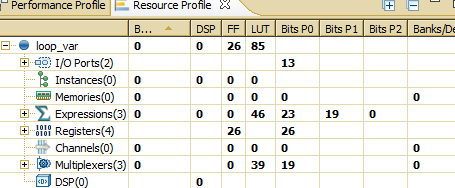 Performance Profile Resource Profile
B... DSP FF LUT Bits P0 Bits P1 Bits P2 Banks/De
loop_var 0 0 26 85
I/O Ports(2) 13
Instances(0) 0 0 0 0
Memories(0) 0 0 0 0
Expressions(3) 0 0 0 46 23 19 0
Registers(4) 26 26
Channels(0) 0 0 0 0 0
Multiplexers(3) 0 0 39 19 0
DSP(0) 0